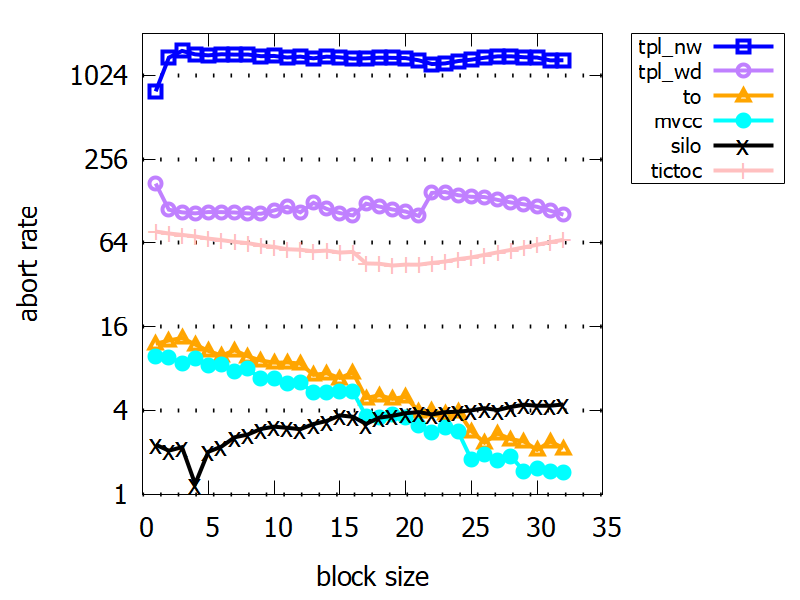 tpl_nw
tpl_wd
to
mvcc
silo
tictoc
1024
256
64
16
4
1
abort rate
0 5 10 15 20 25 30 35
block size